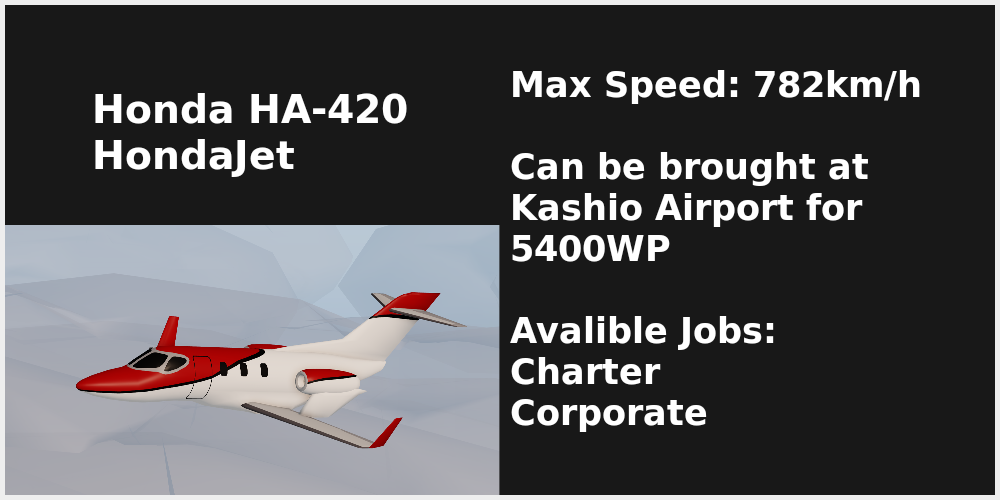 Honda HA-420
HondaJet
Max Speed: 782km/h
Can be brought at
Kashio Airport for
5400WP
Avalible Jobs:
Charter
Corporate